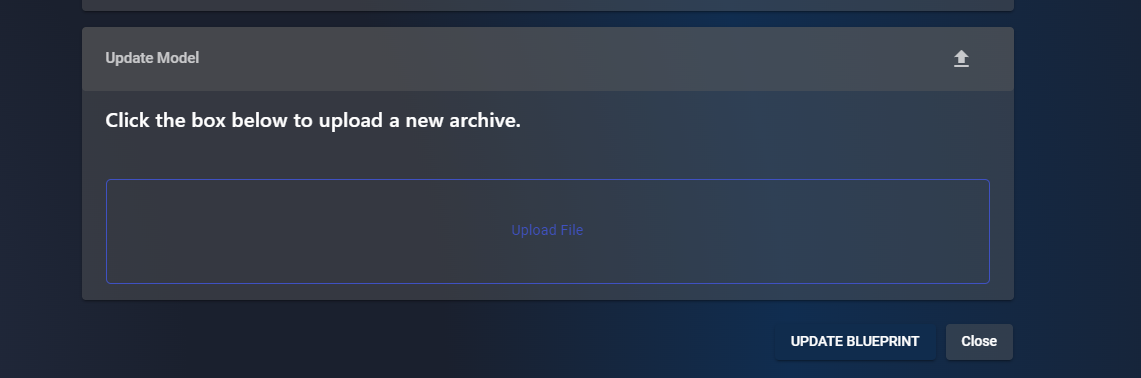 Update Model
Click the box below to upload a new archive.
Upload File
UPDATE BLUEPRINT
Close